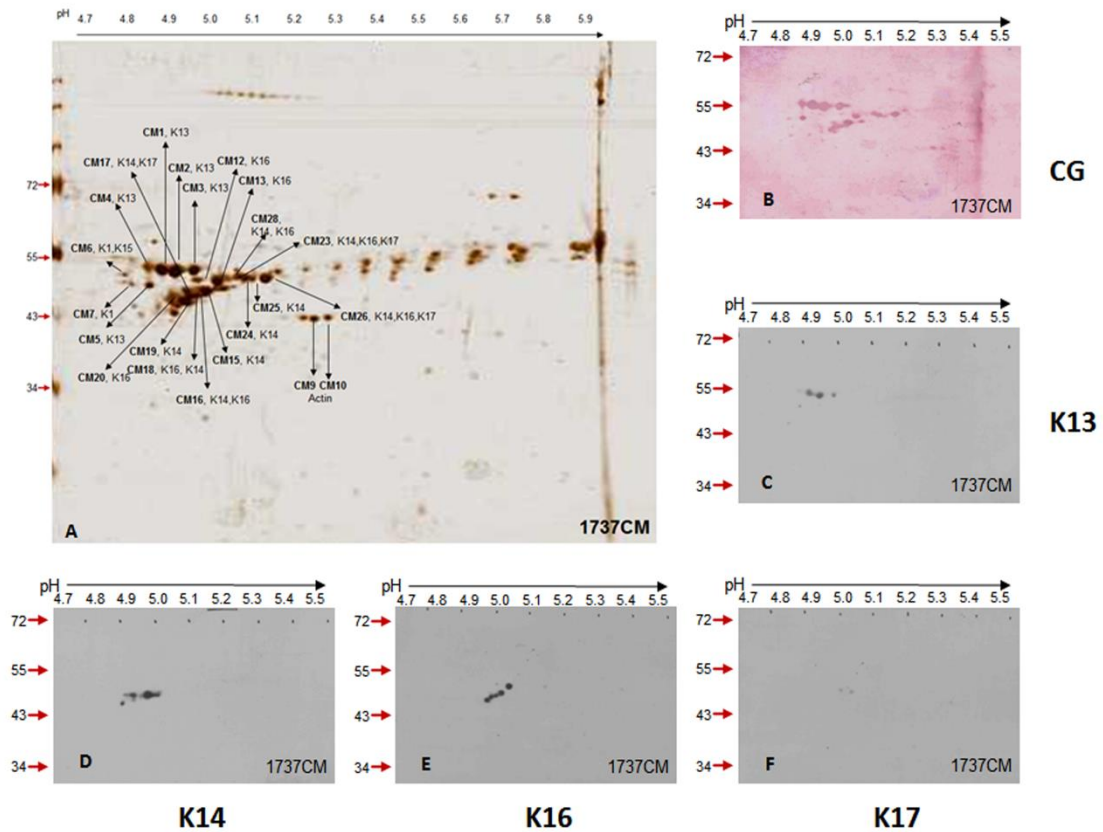 pH 4.7 4.8 4.9 5.0 5.1 5.2 5.3 5.4 5.5 5.6 5.7 5.8 5.9
CM1, K13
CM17, K14,K17
CM2, K13
CM12, K16
CM13, K16
CM4, K13
CM3, K13
CM28,
K14, K16
CM23, K14,K16,K17
CM6, K1,K15
CM7, K1
CM5, K13
CM25, K14
CM26, K14,K16,K17
CM24, K14
CM19, K14
CM15, K14
CM18, K16, K14
CM20, K16
CM16, K14,K16
CM9 CM10
Actin
72
55
43
34
A
1737CM
pH
4.7 4.8 4.9 5.0 5.1 5.2 5.3 5.4 5.5
72
55
43
34
B
1737CM
CG
pH
4.7 4.8 4.9 5.0 5.1 5.2 5.3 5.4 5.5
72
55
43
34
C
1737CM
K13
pH
4.7 4.8 4.9 5.0 5.1 5.2 5.3 5.4 5.5
72
55
43
34
D
1737CM
K14
pH
4.7 4.8 4.9 5.0 5.1 5.2 5.3 5.4 5.5
72
55
43
34
E
1737CM
K16
pH
4.7 4.8 4.9 5.0 5.1 5.2 5.3 5.4 5.5
72
55
43
34
F
1737CM
K17